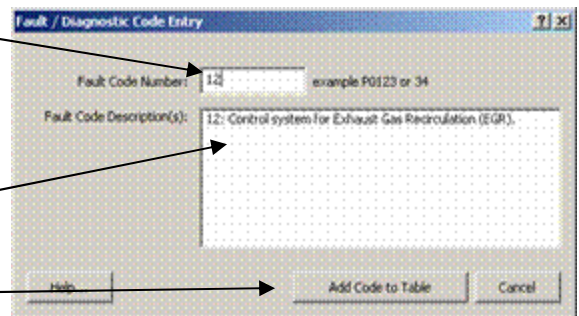 Fault / Diagnostic Code Entry
Fault Code Number: 12 example P0123 or 34
Fault Code Description(s): 12: Control system for Exhaust Gas Recirculation (EGR).
Help... Add Code to Table Cancel